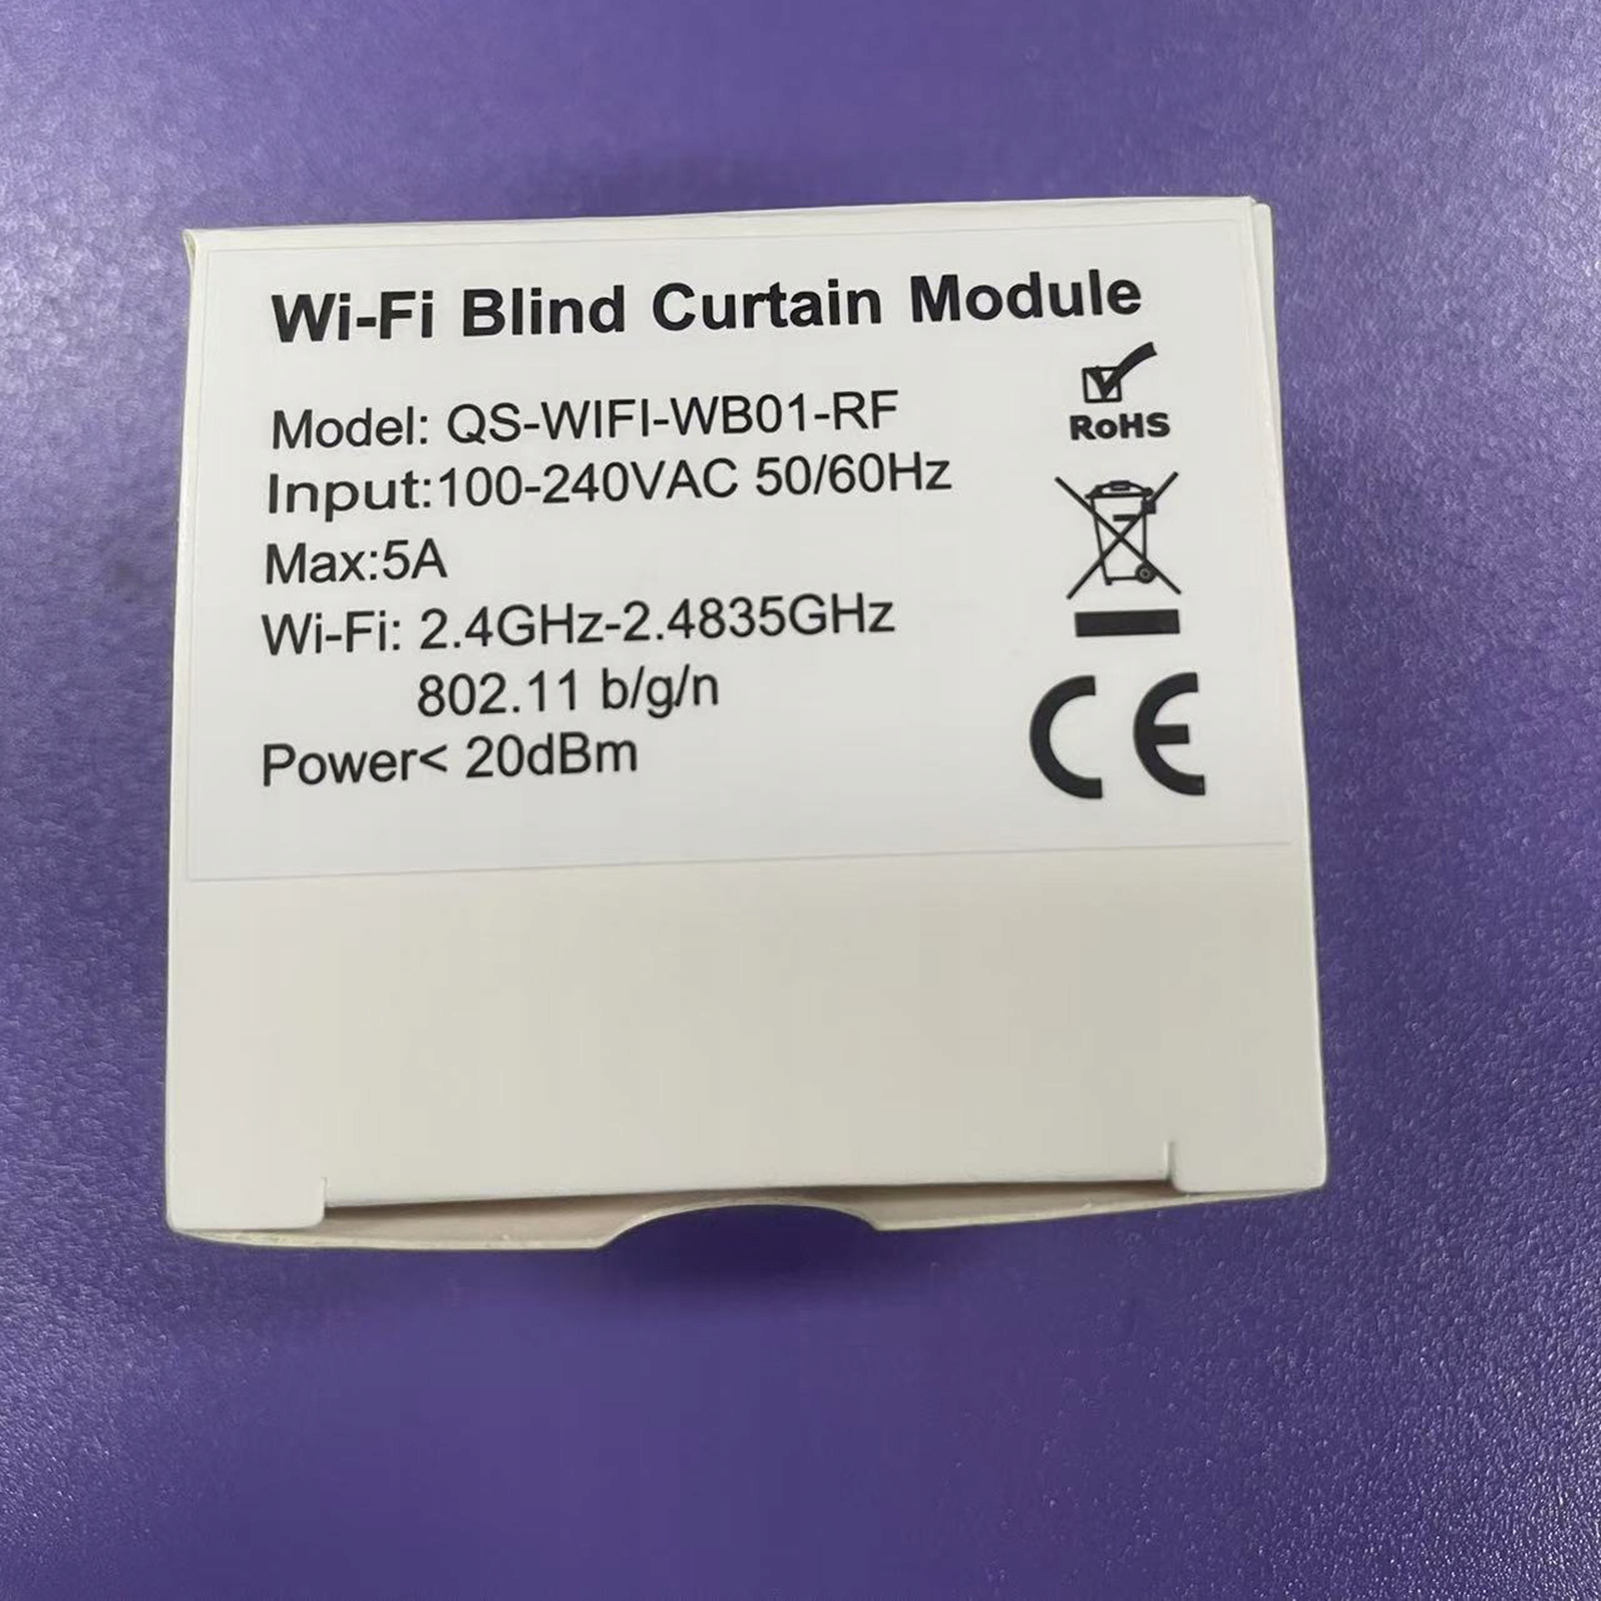 Wi-Fi Blind Curtain Module
Model: QS-WIFI-WB01-RF
Input:100-240VAC 50/60Hz
Max:5A
Wi-Fi: 2.4GHz-2.4835GHz
802.11 b/g/n
Power< 20dBm
RoHS
CE